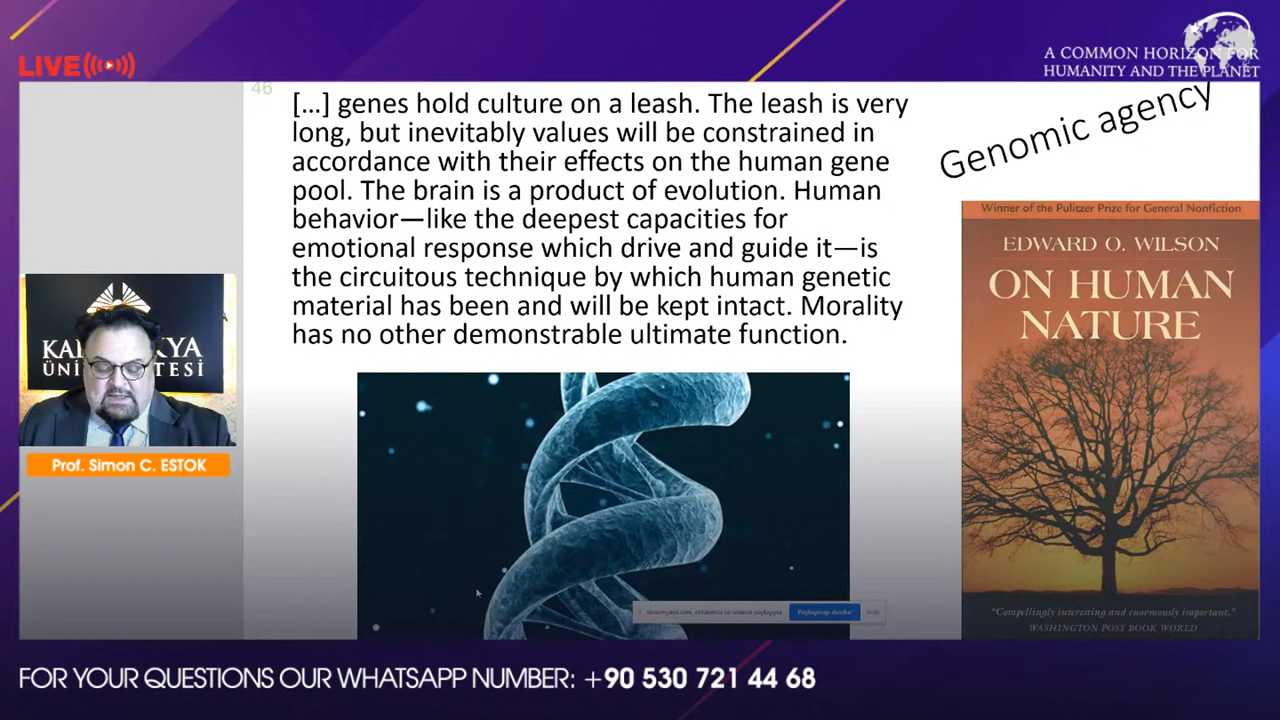 LIVE
A COMMON HORIZON FOR
HUMANITY AND THE PLANET
46
[…] genes hold culture on a leash. The leash is very
long, but inevitably values will be constrained in
accordance with their effects on the human gene
pool. The brain is a product of evolution. Human
behavior—like the deepest capacities for
emotional response which drive and guide it—is
the circuitous technique by which human genetic
material has been and will be kept intact. Morality
has no other demonstrable ultimate function.
Genomic agency
Winner of the Pulitzer Prize for General Nonfiction
EDWARD O. WILSON
ON HUMAN
NATURE
"Compellingly interesting and enormously important."
WASHINGTON POST BOOK WORLD
Prof. Simon C. ESTOK
FOR YOUR QUESTIONS OUR WHATSAPP NUMBER: +90 530 721 44 68